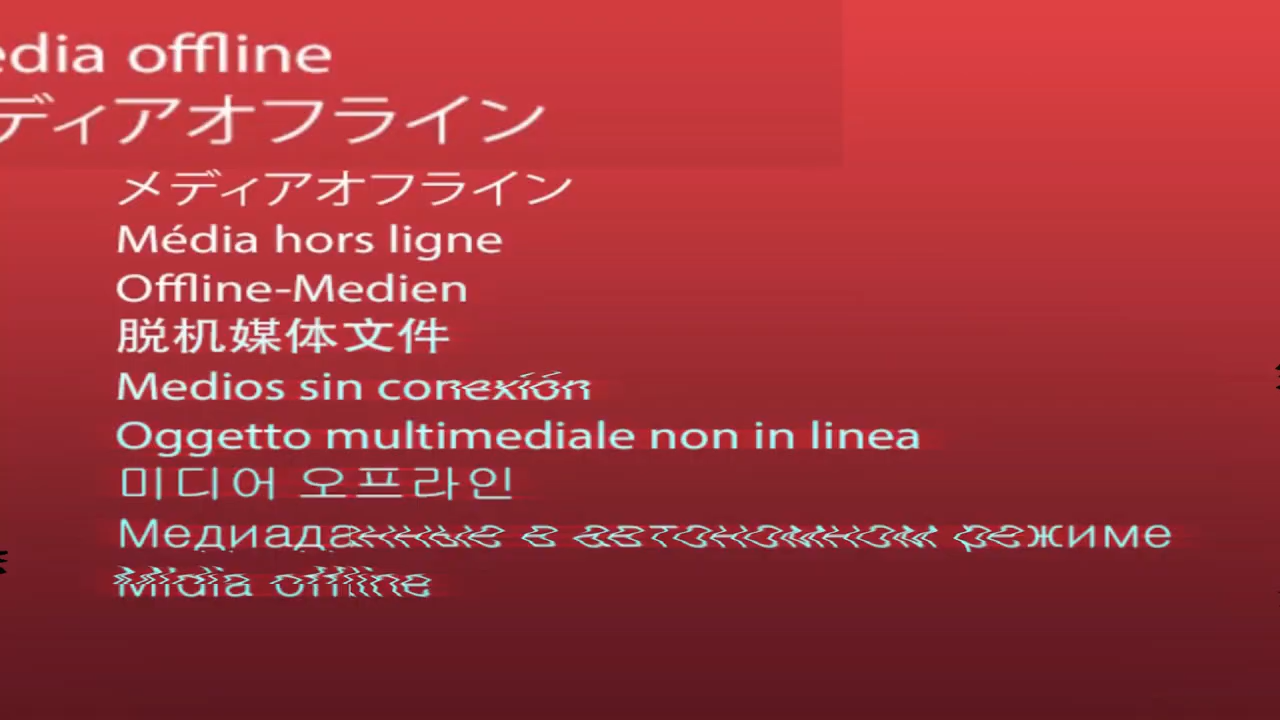 edia offline
ディアオフライン
メディアオフライン
Média hors ligne
Offline-Medien
脱机媒体文件
Medios sin conexión
Oggetto multimediale non in linea
미디어 오프라인
Медиаданные в автономном режиме
Mídia offline